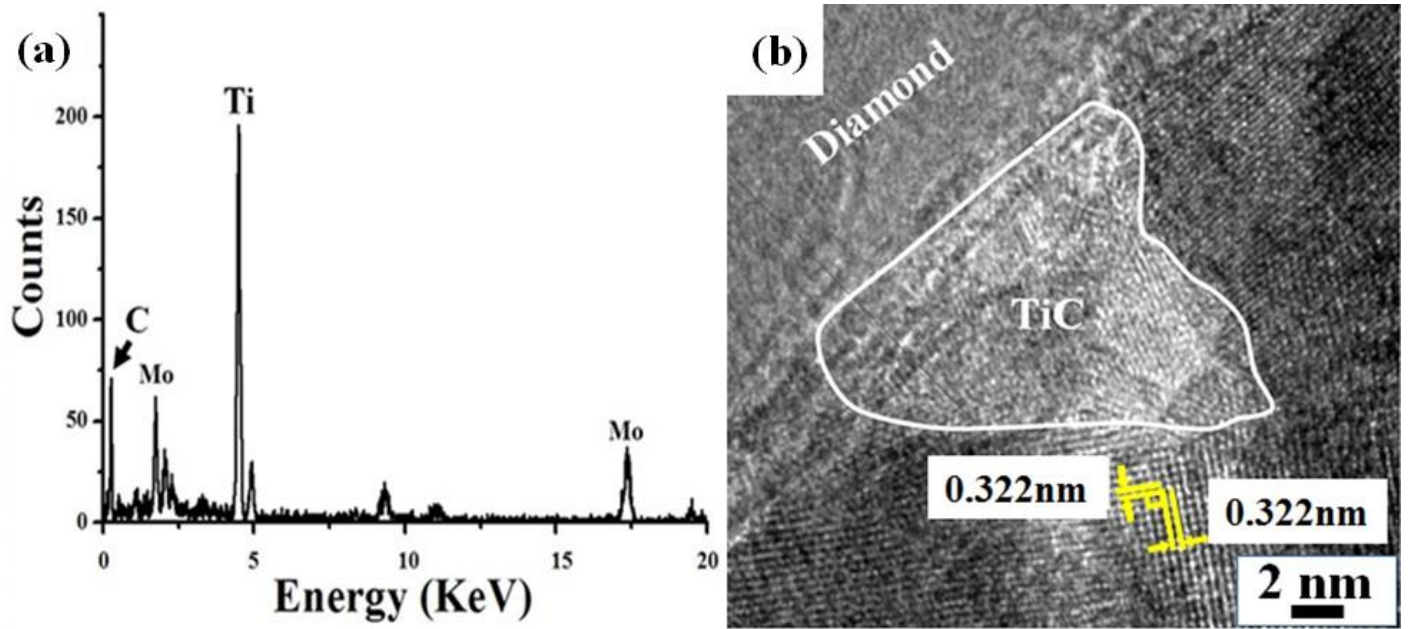 (a)
Counts
200
150
100
50
0
C
Mo
Ti
Mo
0
5
10
15
20
Energy (KeV)
(b)
Diamond
TiC
0.322nm
0.322nm
2 nm